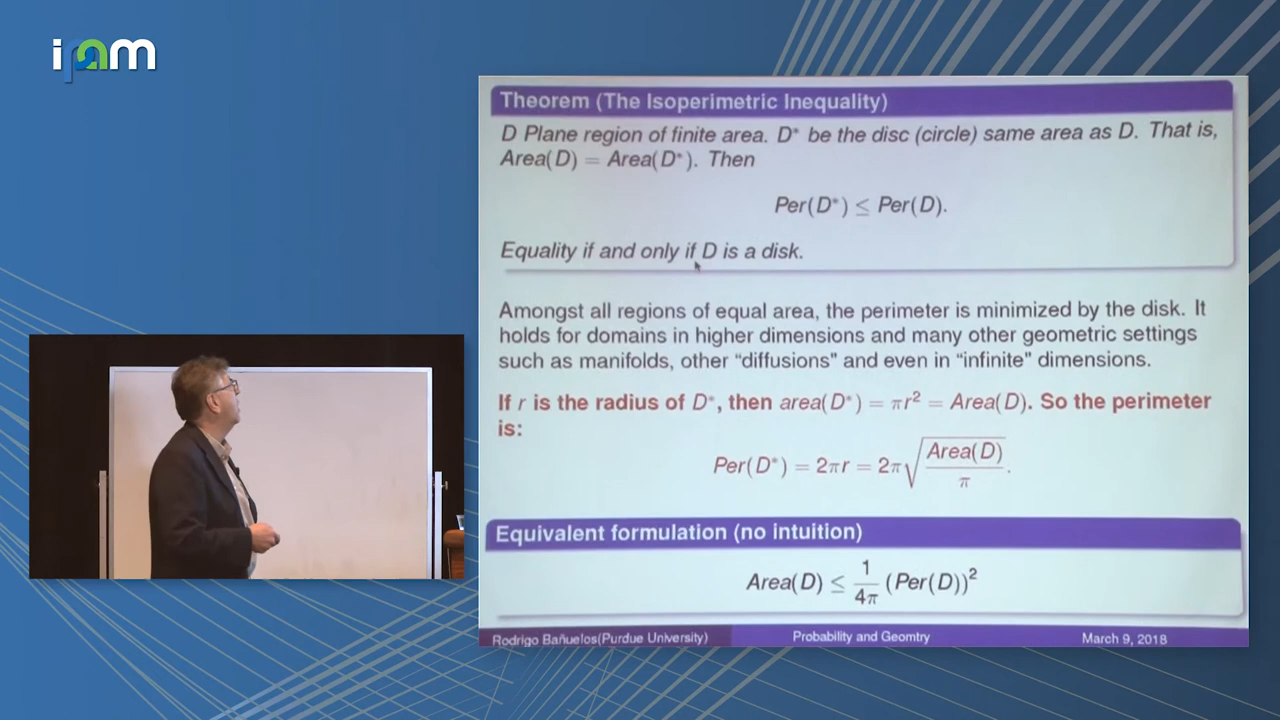 ipam
Theorem (The Isoperimetric Inequality)
D Plane region of finite area. D* be the disc (circle) same area as D. That is,
Area(D) = Area(D*). Then
Per(D*) ≤ Per(D).
Equality if and only if D is a disk.
Amongst all regions of equal area, the perimeter is minimized by the disk. It
holds for domains in higher dimensions and many other geometric settings
such as manifolds, other “diffusions" and even in “infinite" dimensions.
If r is the radius of D*, then area(D*) = πr² = Area(D). So the perimeter
is:
Per(D*) = 2πr = 2π√(Area(D)/π).
Equivalent formulation (no intuition)
Area(D) ≤ 1/4π (Per(D))²
Rodrigo Bañuelos(Purdue University) Probability and Geomtry March 9, 2018